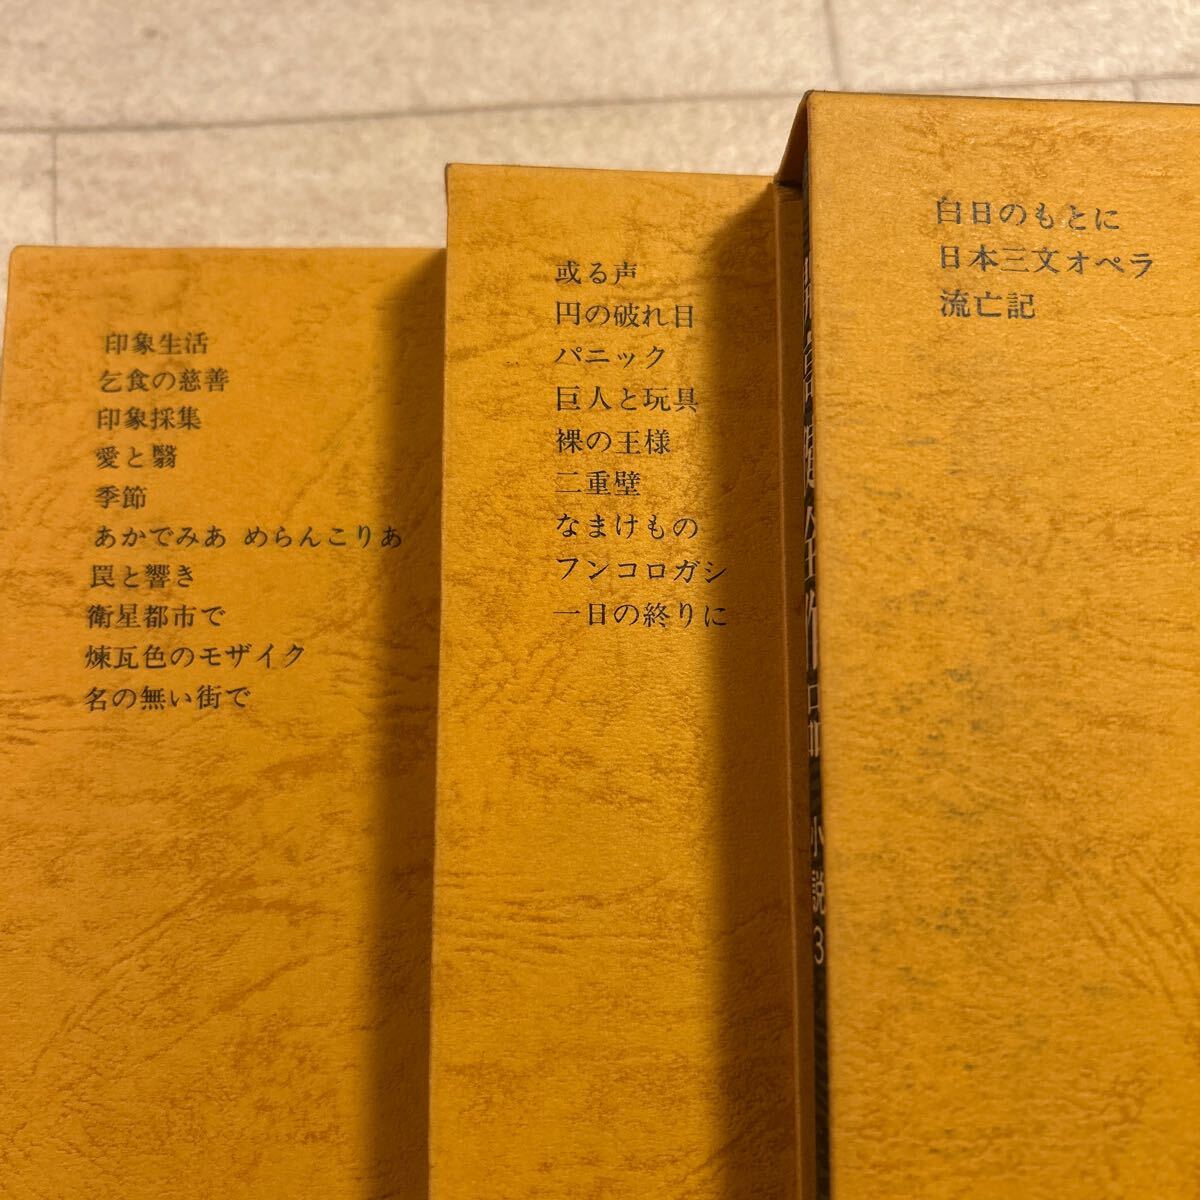 印象生活
乞食の慈善
印象採集
愛と翳
季節
あかでみあ めらんこりあ
罠と響き
衛星都市で
煉瓦色のモザイク
名の無い街で
或る声
円の破れ目
パニック
巨人と玩具
裸の王様
二重壁
なまけもの
フンコロガシ
一日の終りに
全作品 小説3
白日のもとに
日本三文オペラ
流亡記